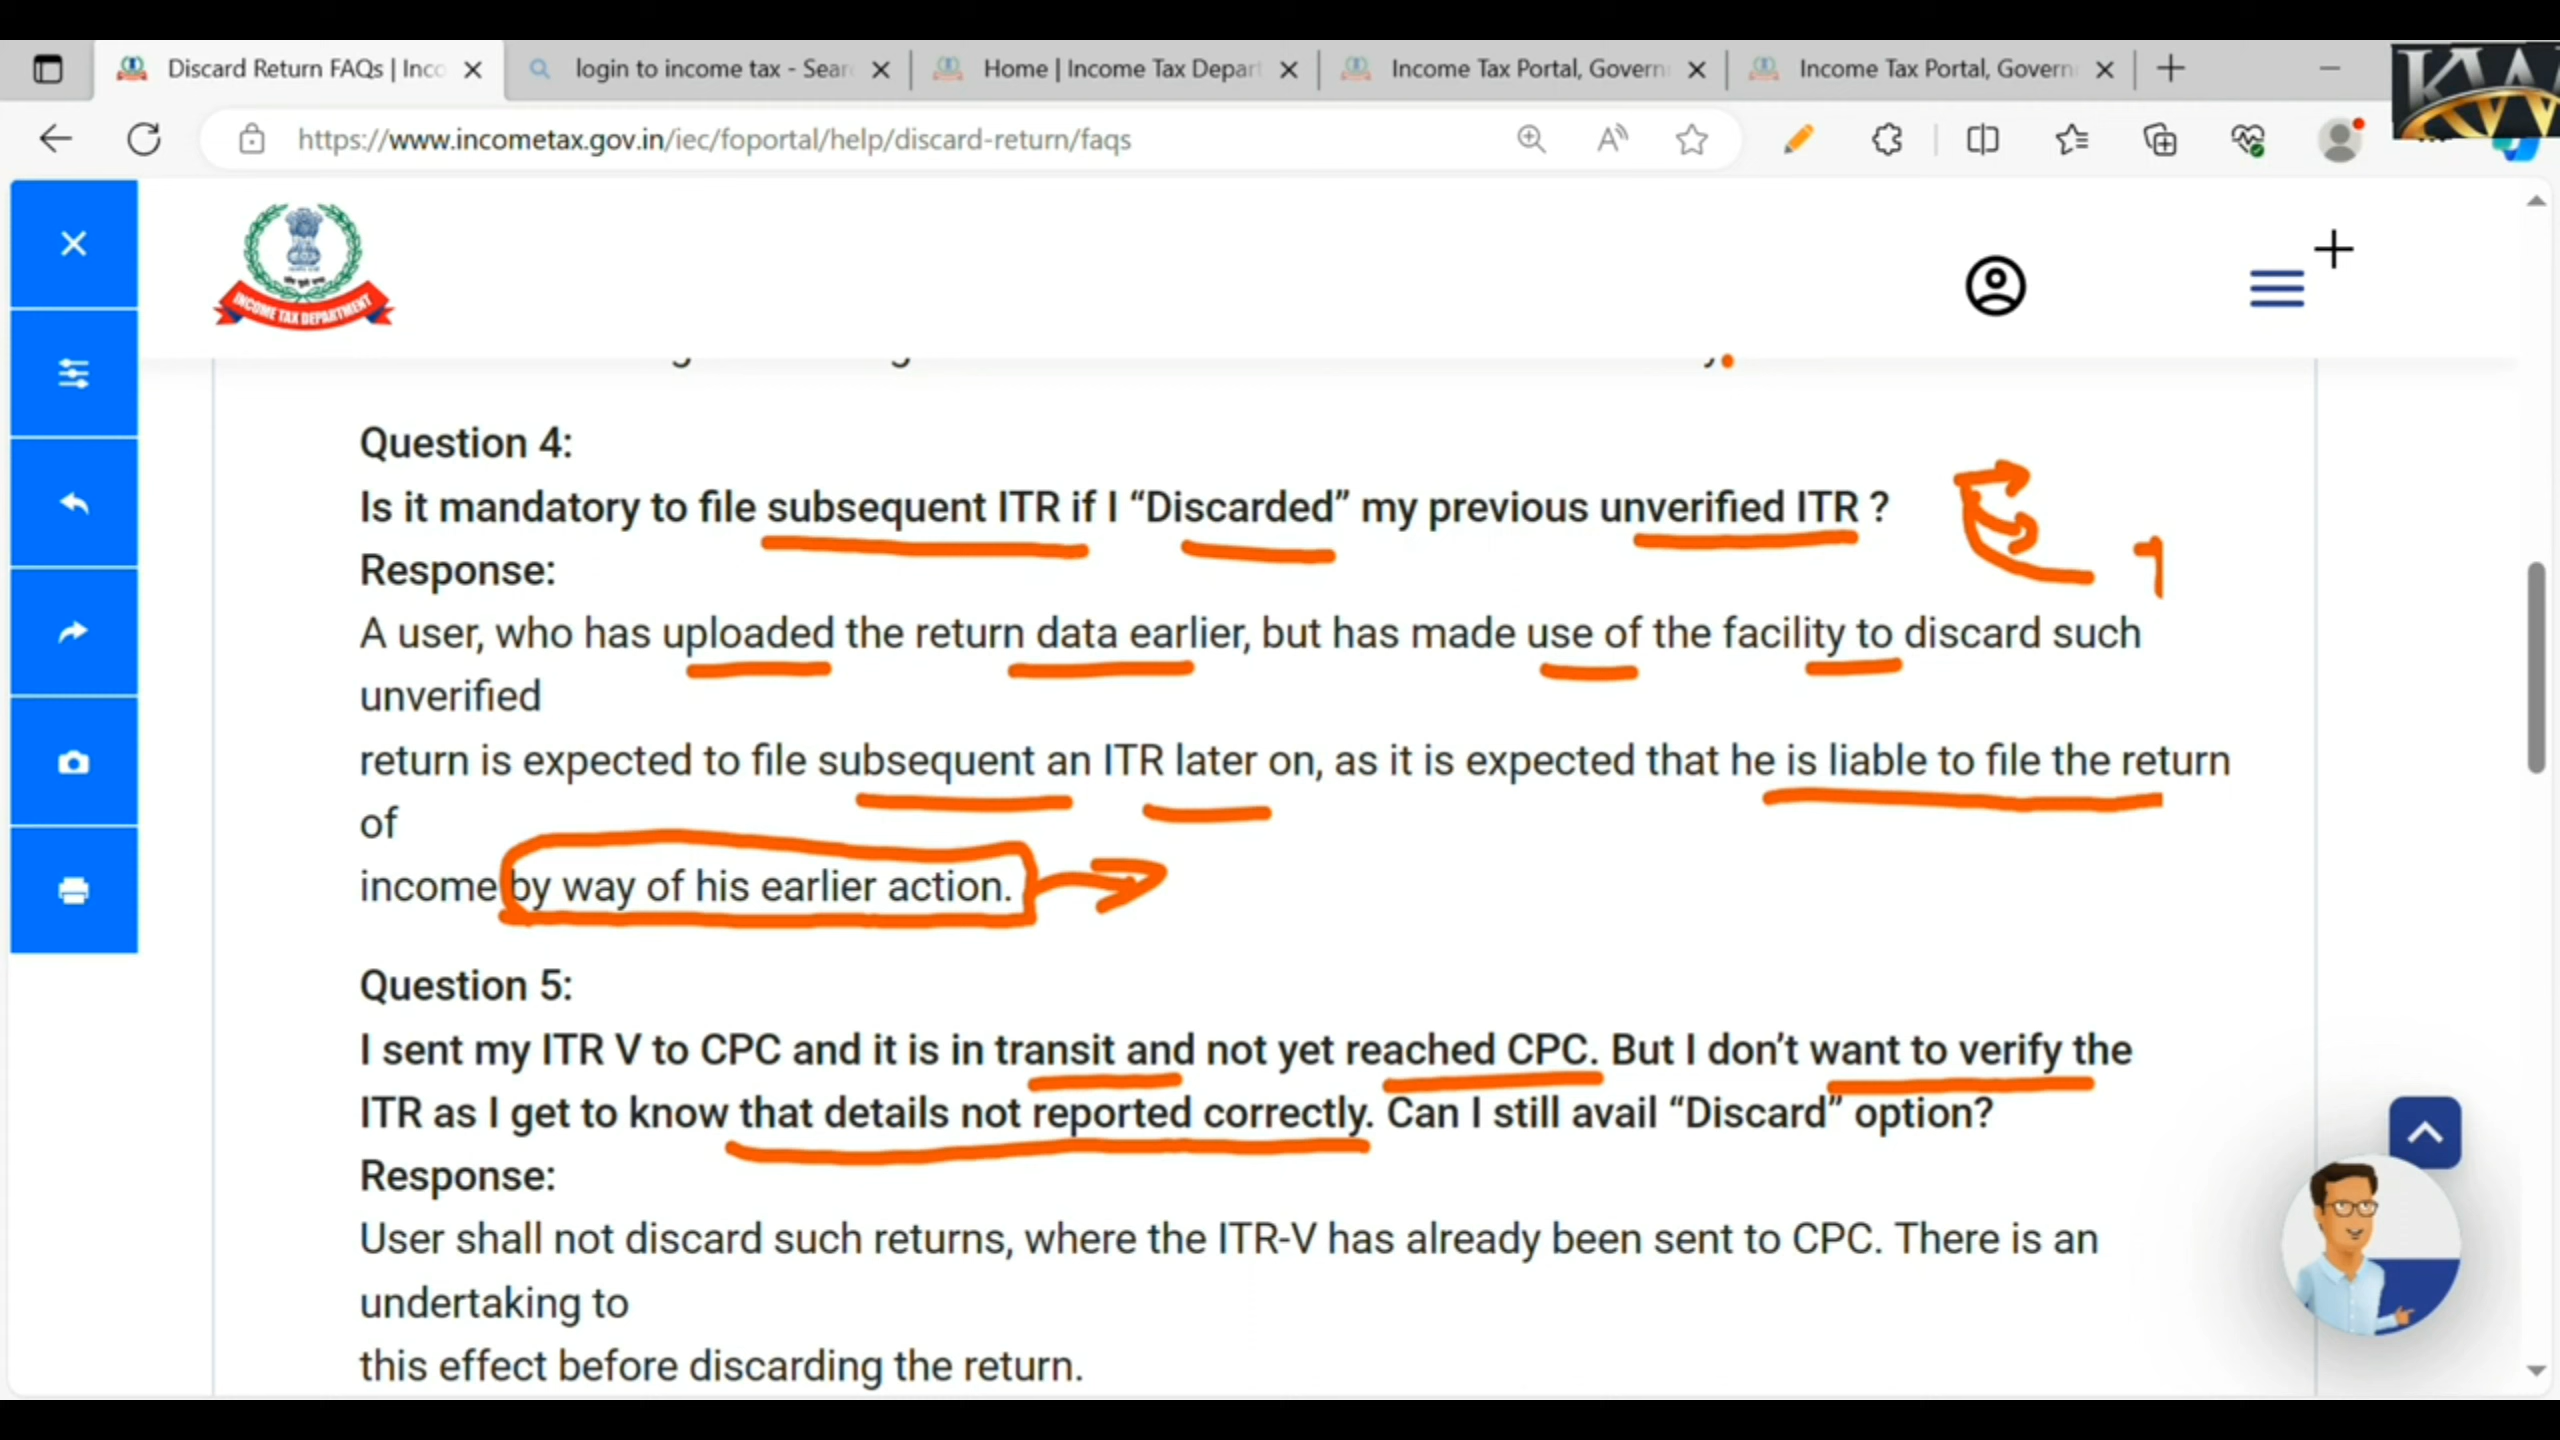 Discard Return FAQs | Inco
login to income tax - Sear
Home | Income Tax Depart
Income Tax Portal, Governm
Income Tax Portal, Governm
KW
https://www.incometax.gov.in/iec/foportal/help/discard-return/faqs
INCOME TAX DEPARTMENT
Question 4:
Is it mandatory to file subsequent ITR if I “Discarded” my previous unverified ITR ?
Response:
A user, who has uploaded the return data earlier, but has made use of the facility to discard such
unverified
return is expected to file subsequent an ITR later on, as it is expected that he is liable to file the return
of
income by way of his earlier action.
Question 5:
I sent my ITR V to CPC and it is in transit and not yet reached CPC. But I don’t want to verify the
ITR as I get to know that details not reported correctly. Can I still avail “Discard” option?
Response:
User shall not discard such returns, where the ITR-V has already been sent to CPC. There is an
undertaking to
this effect before discarding the return.